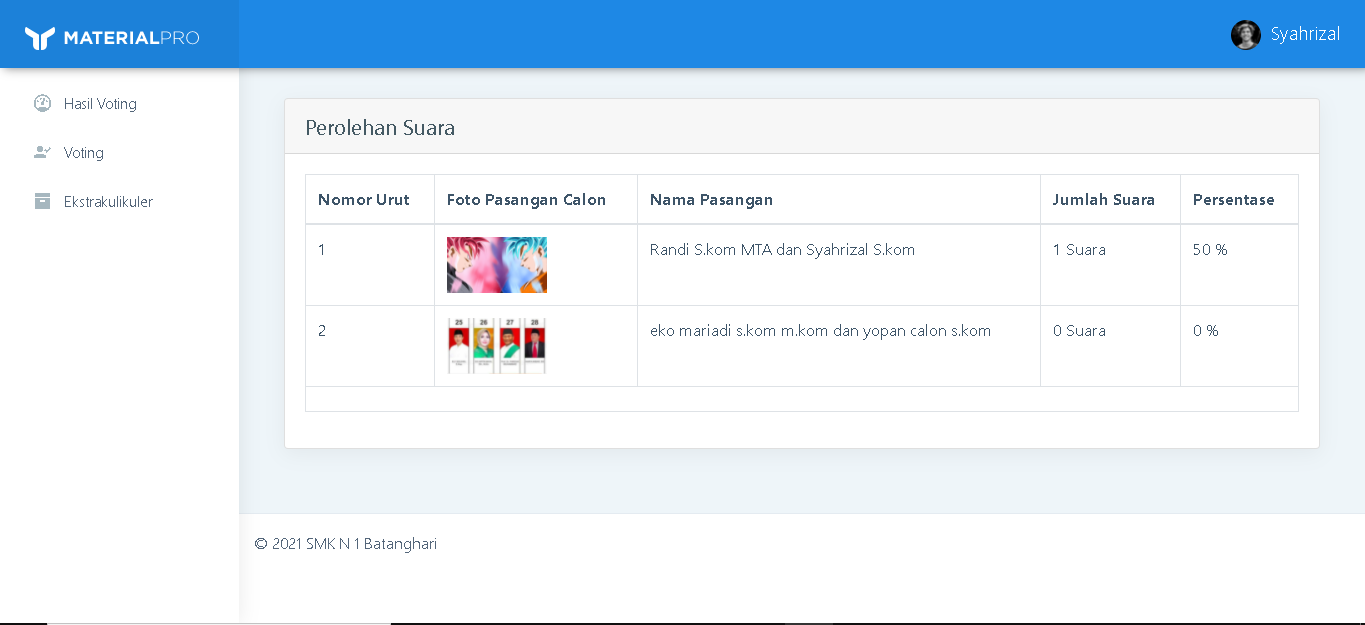 MATERIALPRO
Syahrizal
Hasil Voting
Voting
Ekstrakulikuler
Perolehan Suara
Nomor Urut Foto Pasangan Calon Nama Pasangan Jumlah Suara Persentase
1 Randi S.kom MTA dan Syahrizal S.kom 1 Suara 50 %
25 26 27 28
2 eko mariadi s.kom m.kom dan yopan calon s.kom 0 Suara 0 %
© 2021 SMK N 1 Batanghari